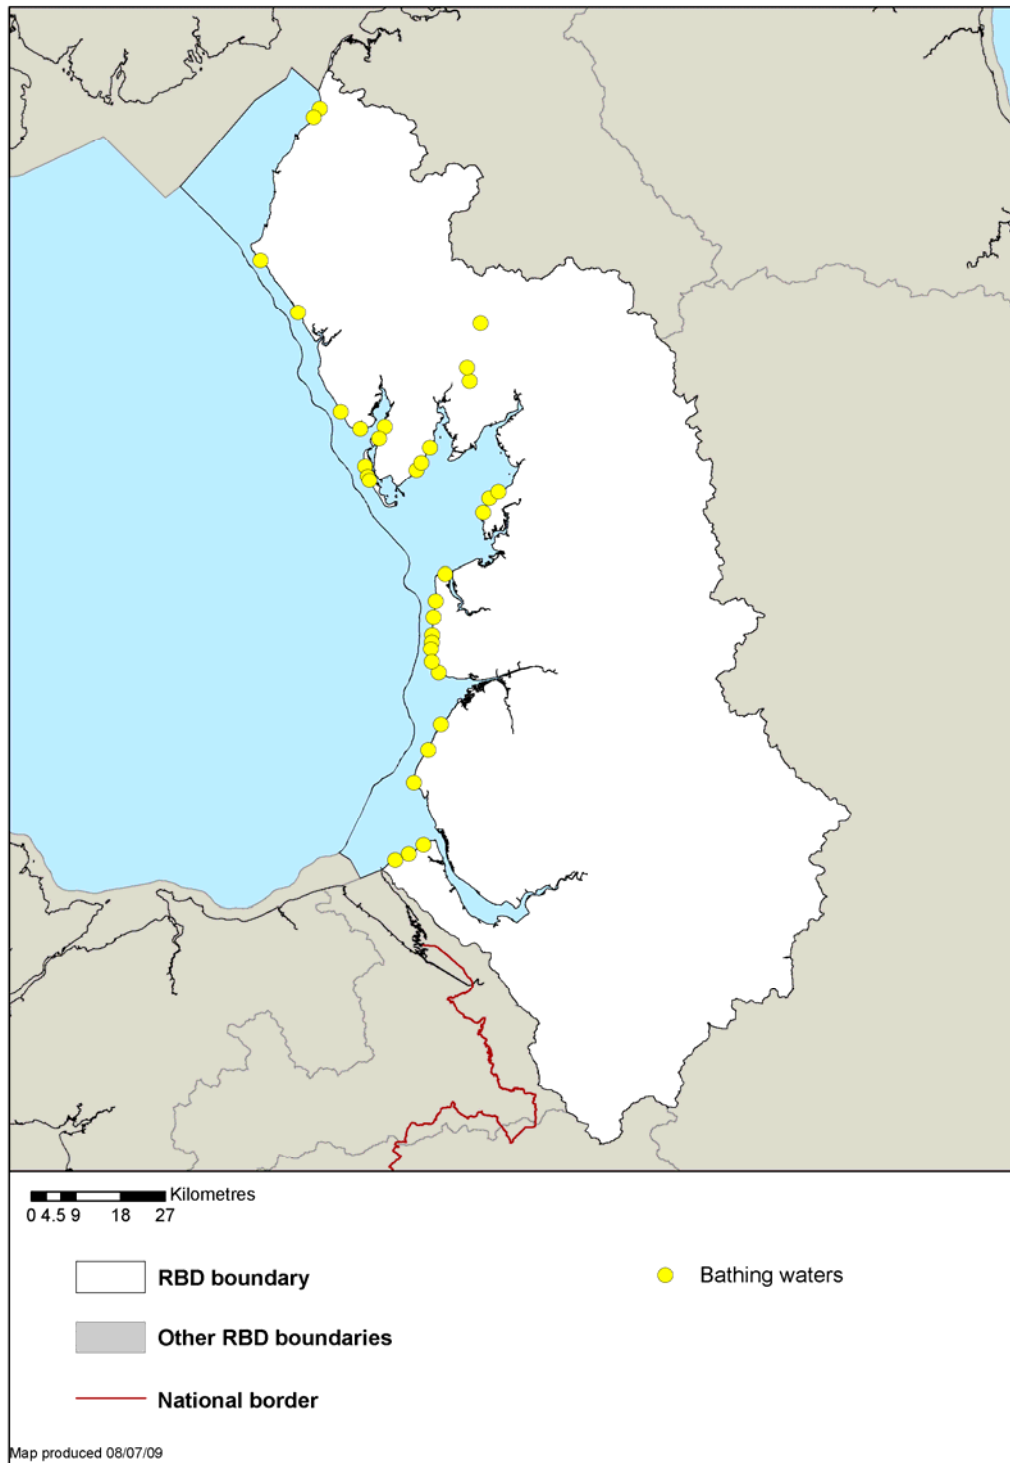 Kilometres
0 4.5 9 18 27
RBD boundary
Bathing waters
Other RBD boundaries
National border
Map produced 08/07/09